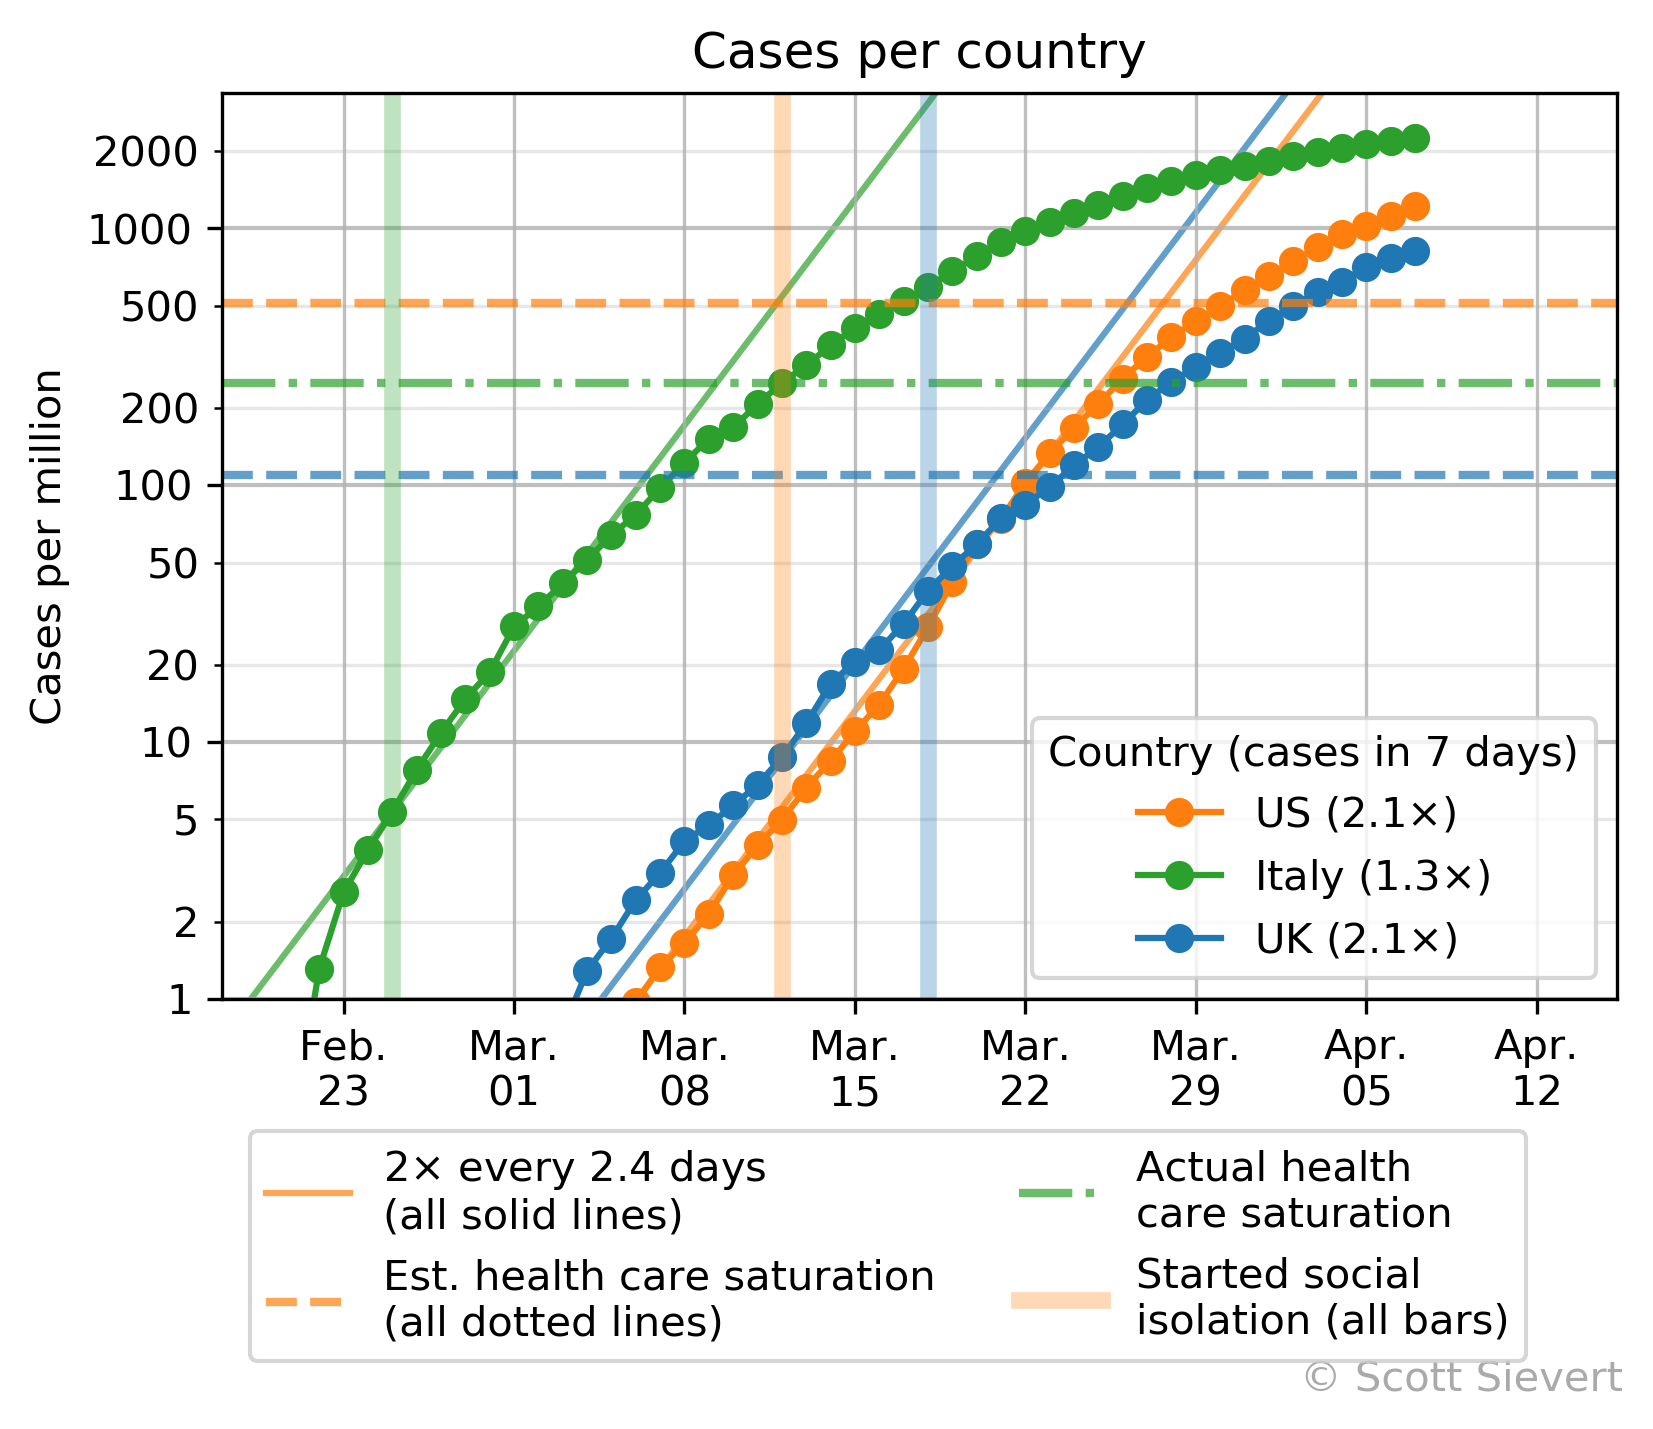 Cases per country
Cases per million
2000
1000
500
200
100
50
20
10
5
2
1
Feb.
23
Mar.
01
Mar.
08
Mar.
15
Mar.
22
Mar.
29
Apr.
05
Apr.
12
Country (cases in 7 days)
US (2.1×)
Italy (1.3×)
UK (2.1×)
2× every 2.4 days
(all solid lines)
Est. health care saturation
(all dotted lines)
Actual health
care saturation
Started social
isolation (all bars)
© Scott Sievert